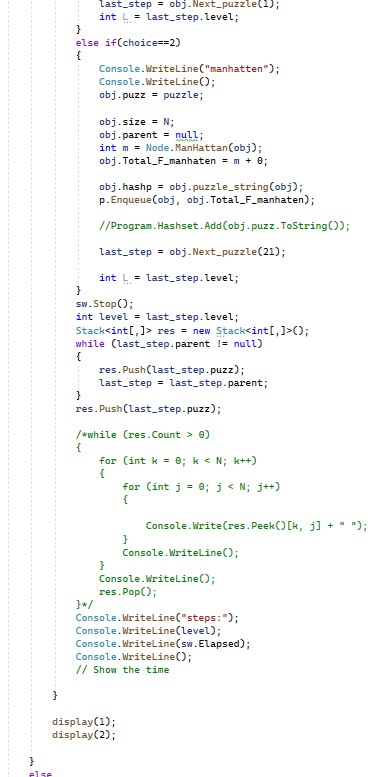 last_step = obj.Next_puzzle(1);
int L = last_step.level;
}
else if(choice==2)
{
Console.WriteLine("manhatten");
Console.WriteLine();
obj.puzz = puzzle;
obj.size = N;
obj.parent = null;
int m = Node.ManHattan(obj);
obj.Total_F_manhaten = m + 0;
obj.hashp = obj.puzzle_string(obj);
p.Enqueue(obj, obj.Total_F_manhaten);
//Program.Hashset.Add(obj.puzz.ToString());
last_step = obj.Next_puzzle(21);
int L = last_step.level;
}
sw.Stop();
int level = last_step.level;
Stack<int[,]> res = new Stack<int[,]>();
while (last_step.parent != null)
{
res.Push(last_step.puzz);
last_step = last_step.parent;
}
res.Push(last_step.puzz);
/*while (res.Count > 0)
{
for (int k = 0; k < N; k++)
{
for (int j = 0; j < N; j++)
{
Console.Write(res.Peek()[k, j] + " ");
}
Console.WriteLine();
}
Console.WriteLine();
res.Pop();
}*/
Console.WriteLine("steps:");
Console.WriteLine(level);
Console.WriteLine(sw.Elapsed);
Console.WriteLine();
// Show the time
}
display(1);
display(2);
}
else